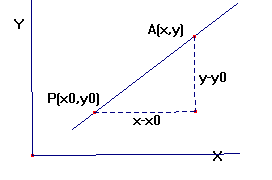 A(x,y)
Y
y-y0
P(x0,y0)
x-x0
X